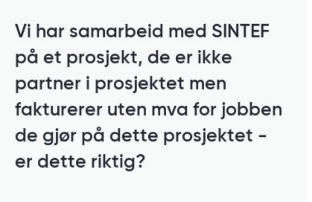 Vi har samarbeid med SINTEF
på et prosjekt, de er ikke
partner i prosjektet men
fakturerer uten mva for jobben
de gjør på dette prosjektet -
er dette riktig?